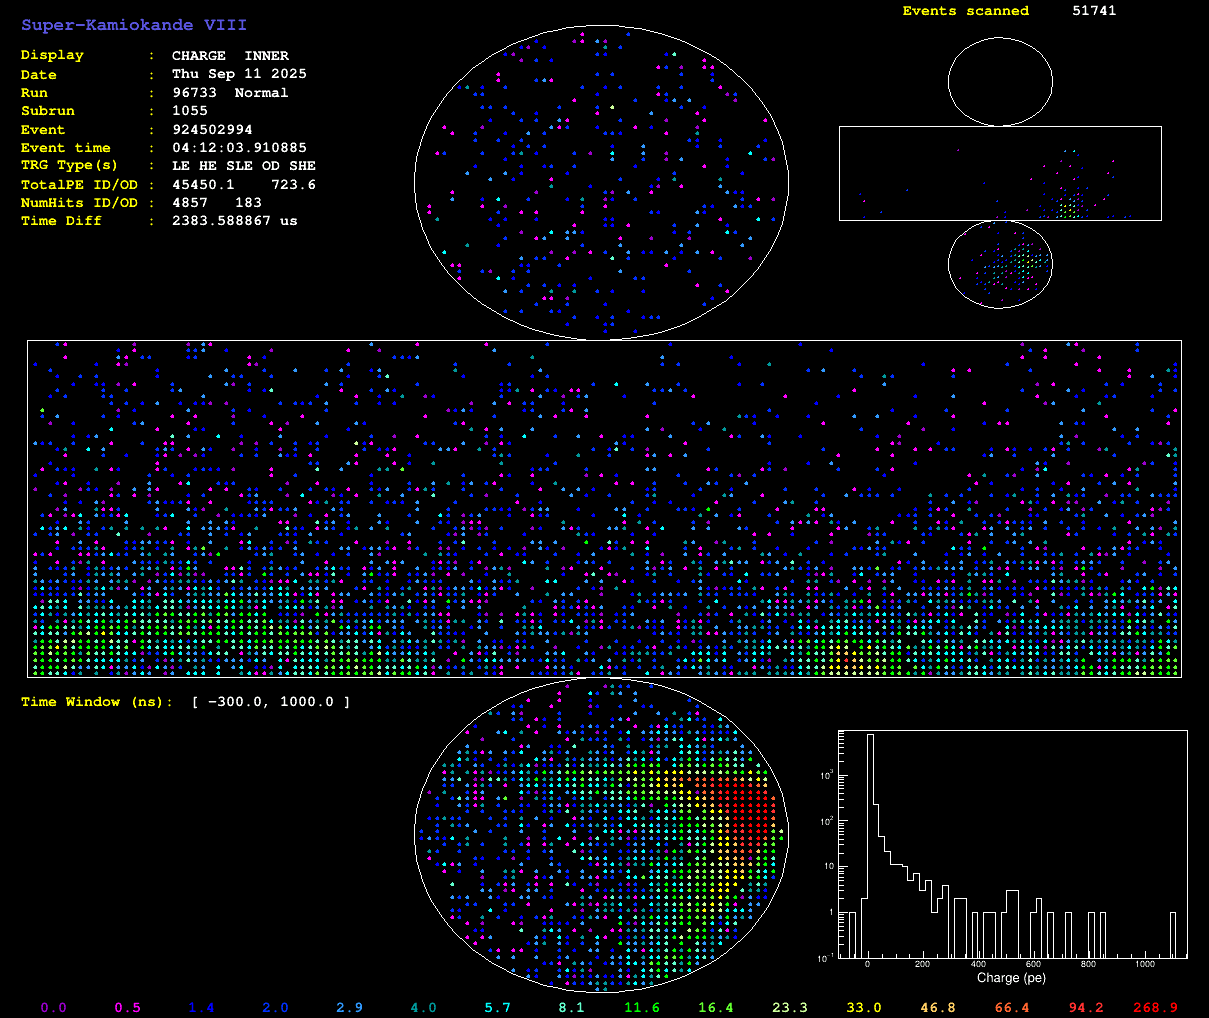 Super-Kamiokande VIII
Display : CHARGE INNER
Date : Thu Sep 11 2025
Run : 96733 Normal
Subrun : 1055
Event : 924502994
Event time : 04:12:03.910885
TRG Type(s) : LE HE SLE OD SHE
TotalPE ID/OD : 45450.1 723.6
NumHits ID/OD : 4857 183
Time Diff : 2383.588867 us
Events scanned 51741
Time Window (ns): [ -300.0, 1000.0 ]
10³
10²
10
1
10⁻¹
0 200 400 600 800 1000
Charge (pe)
0.0 0.5 1.4 2.0 2.9 4.0 5.7 8.1 11.6 16.4 23.3 33.0 46.8 66.4 94.2 268.9